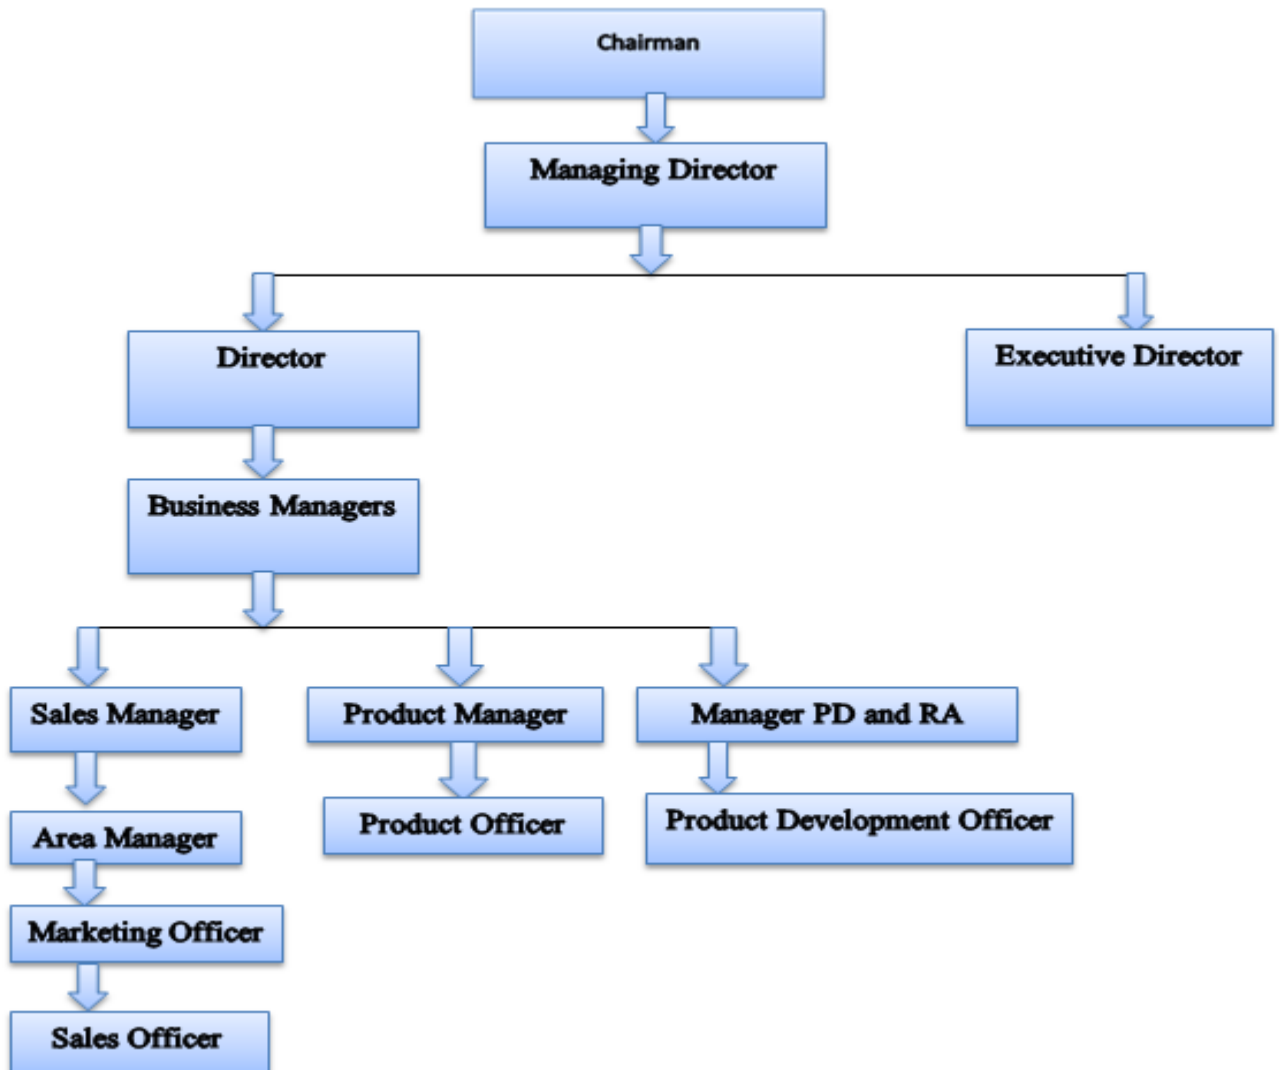 Chairman
Managing Director
Director
Executive Director
Business Managers
Sales Manager
Product Manager
Manager PD and RA
Area Manager
Product Officer
Product Development Officer
Marketing Officer
Sales Officer